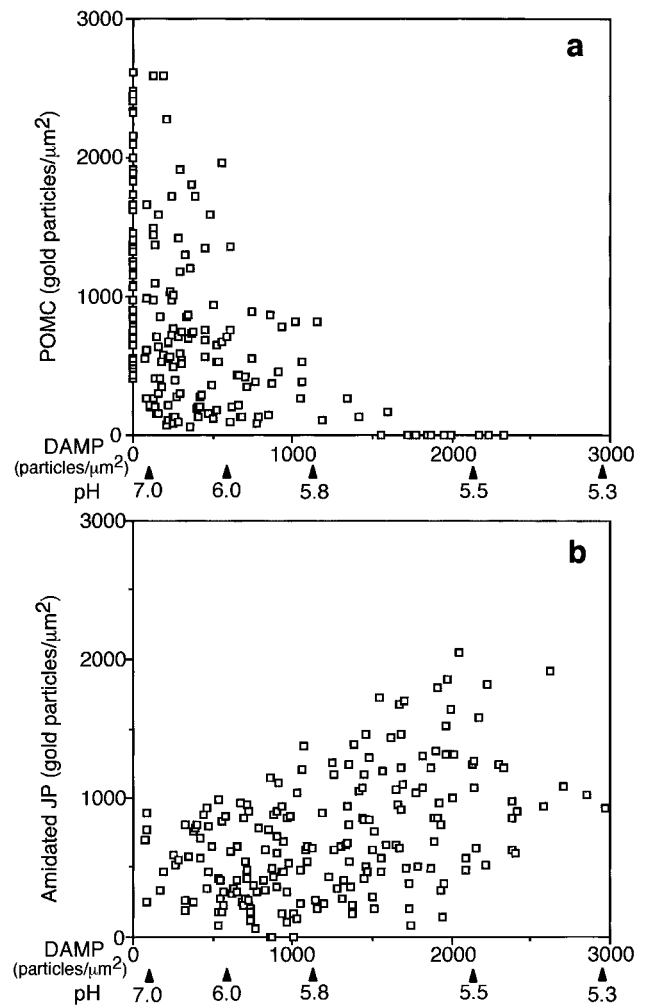 3000
a
2000
1000
0
POMC (gold particles/μm2)
DAMP 0 1000 2000 3000
(particles/μm2)
pH 7.0 6.0 5.8 5.5 5.3
3000
b
2000
1000
0
Amidated JP (gold particles/μm2)
DAMP 0 1000 2000 3000
(particles/μm2)
pH 7.0 6.0 5.8 5.5 5.3